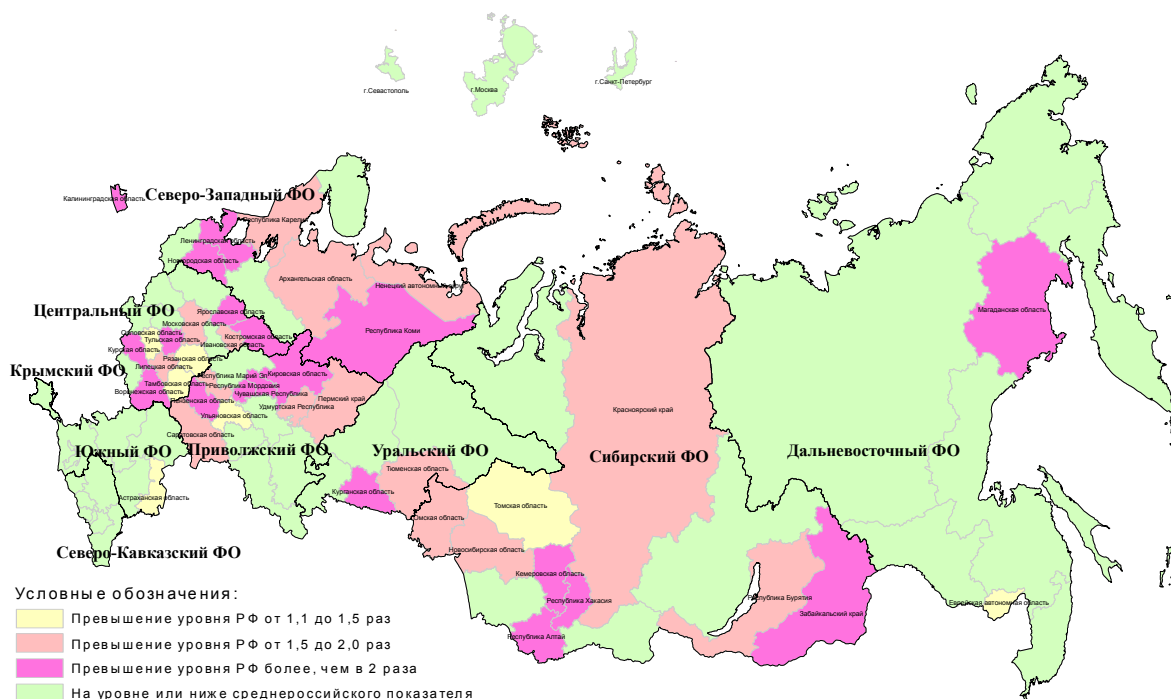 г.Севастополь
г.Москва
г.Санкт-Петербург
Калининградская область
Северо-Западный ФО
Республика Карелия
Ленинградская область
Новгородская область
Архангельская область
Ненецкий автономный округ
Республика Коми
Центральный ФО
Ярославская область
Московская область
Костромская область
Ивановская область
Орловская область
Тульская область
Курская область
Рязанская область
Липецкая область
Тамбовская область
Воронежская область
Крымский ФО
Республика Марий Эл
Кировская область
Республика Мордовия
Чувашская Республика
Пензенская область
Удмуртская Республика
Пермский край
Ульяновская область
Саратовская область
Приволжский ФО
Южный ФО
Астраханская область
Северо-Кавказский ФО
Уральский ФО
Тюменская область
Курганская область
Омская область
Томская область
Новосибирская область
Кемеровская область
Республика Хакасия
Республика Алтай
Красноярский край
Сибирский ФО
Республика Бурятия
Забайкальский край
Дальневосточный ФО
Магаданская область
Еврейская автономная область
Условные обозначения:
Превышение уровня РФ от 1,1 до 1,5 раз
Превышение уровня РФ от 1,5 до 2,0 раз
Превышение уровня РФ более, чем в 2 раза
На уровне или ниже среднероссийского показателя